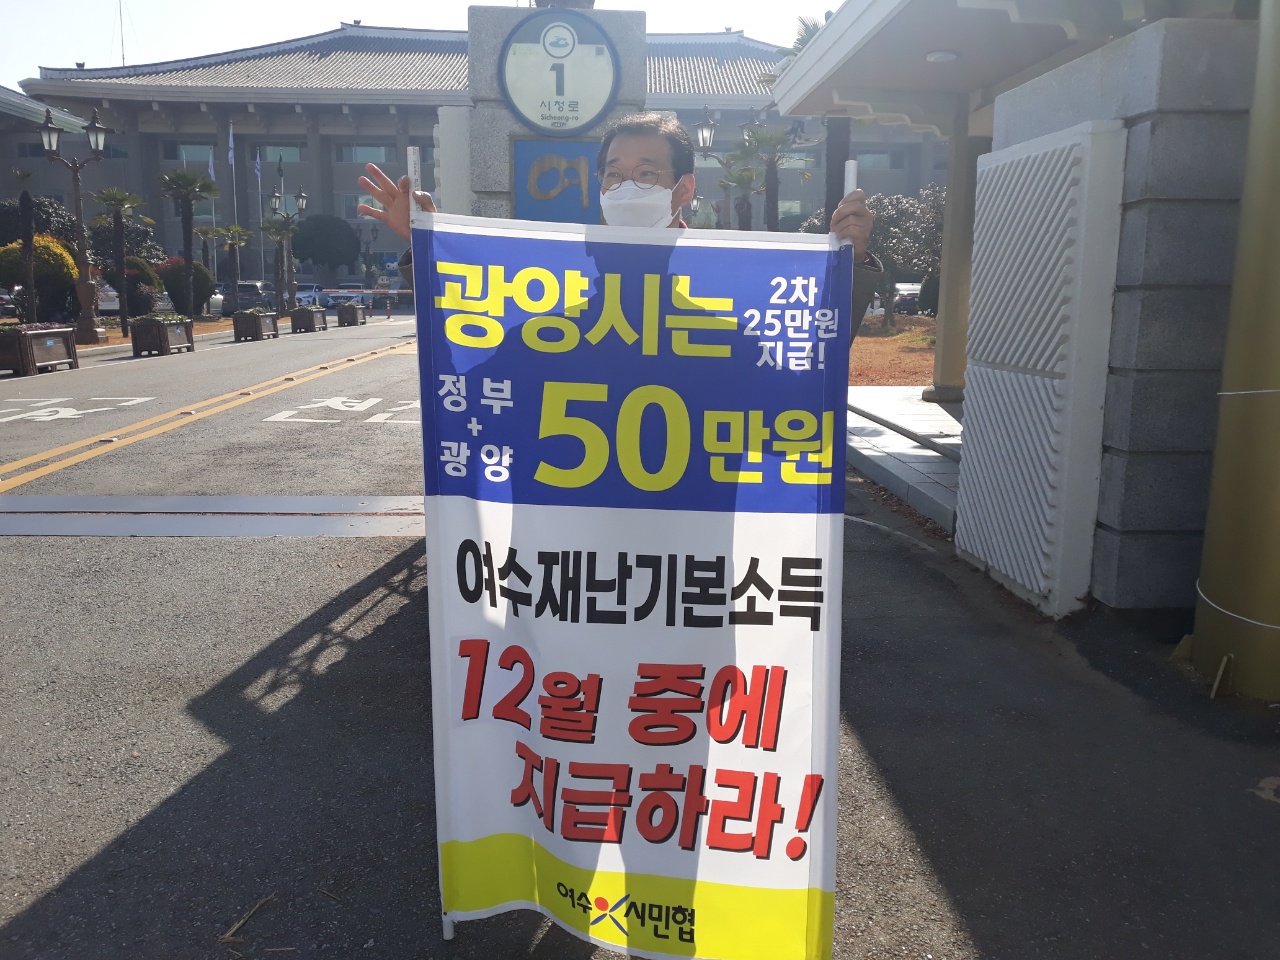 1
시청로
Sicheong-ro
여
광양시는
2차
25만원
지급!
정부
+
광양
50만원
여수재난기본소득
12월 중에
지급하라!
여수시민협